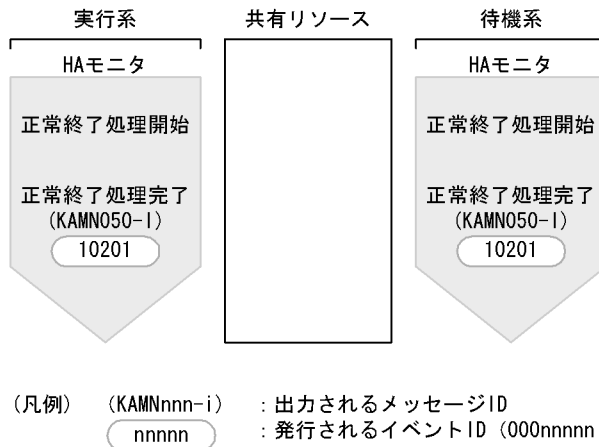 実行系
共有リソース
待機系
HAモニタ
HAモニタ
正常終了処理開始
正常終了処理開始
正常終了処理完了
(KAMN050-I)
10201
正常終了処理完了
(KAMN050-I)
10201
(凡例) (KAMNnnn-i) :出力されるメッセージID
nnnnn :発行されるイベントID(000nnnnn